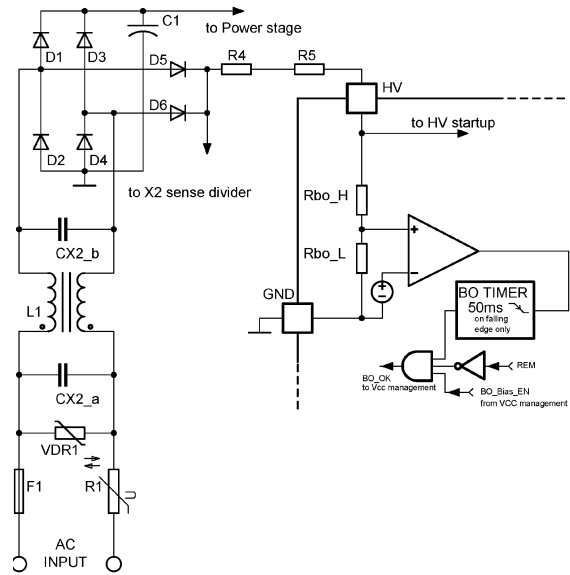 C1
to Power stage
D1
D3
D5
R4
R5
HV
D6
to HV startup
D2
D4
to X2 sense divider
Rbo_H
CX2_b
Rbo_L
+
−
GND
L1
BO TIMER
50ms
on falling
edge only
REM
BO_OK
to Vcc management
BO_Bias_EN
from VCC management
CX2_a
VDR1
F1
R1
U
AC
INPUT